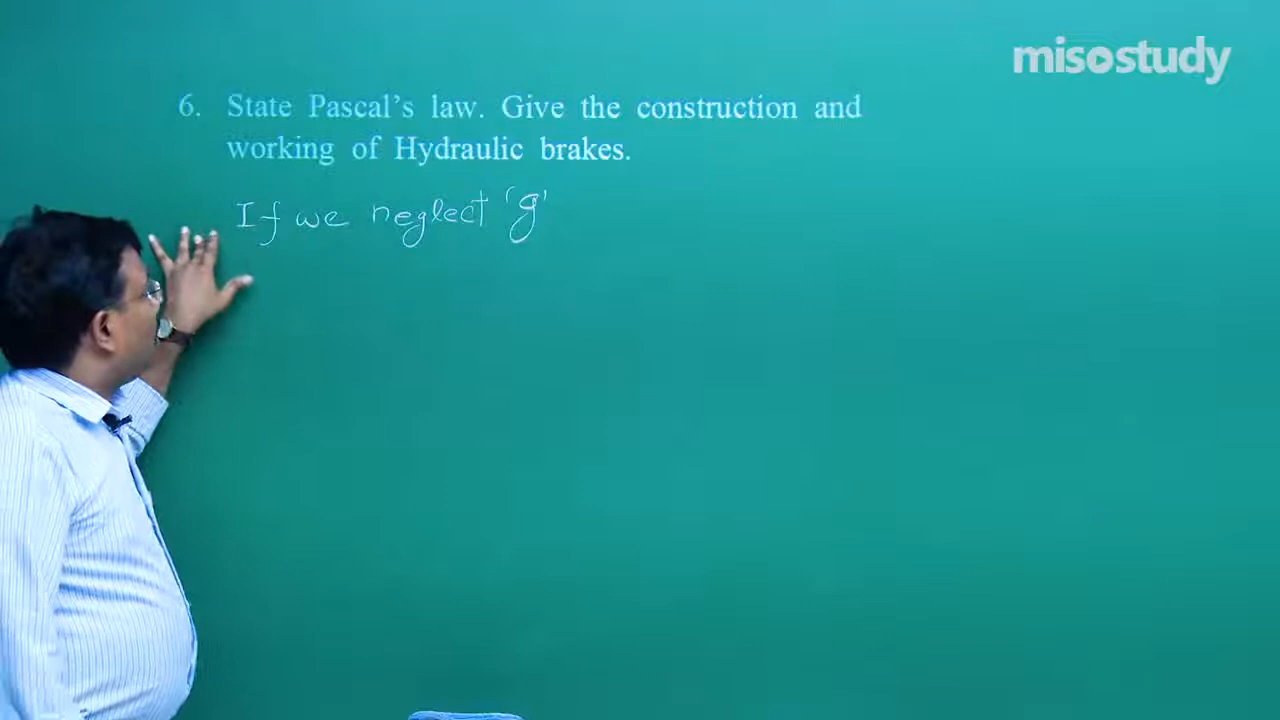 misostudy
6. State Pascal's law. Give the construction and
working of Hydraulic brakes.
If we neglect 'g'